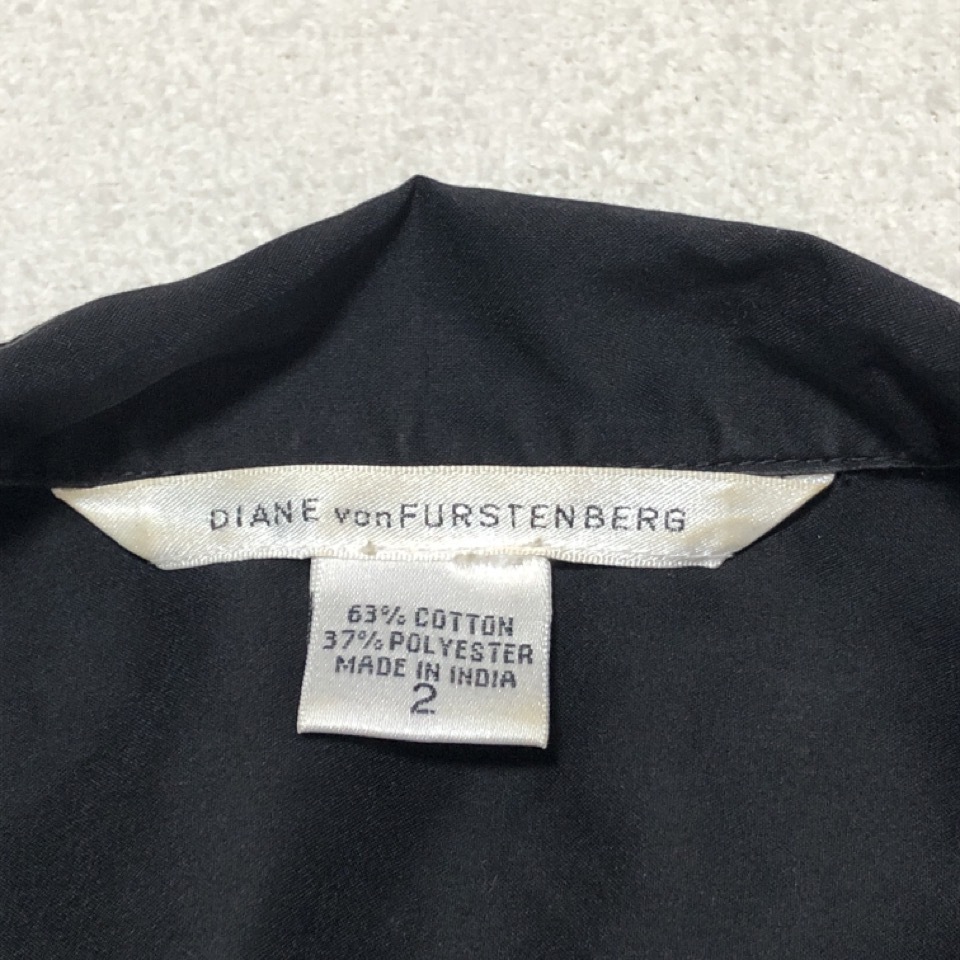 DIANE von FURSTENBERG
63% COTTON
37% POLYESTER
MADE IN INDIA
2